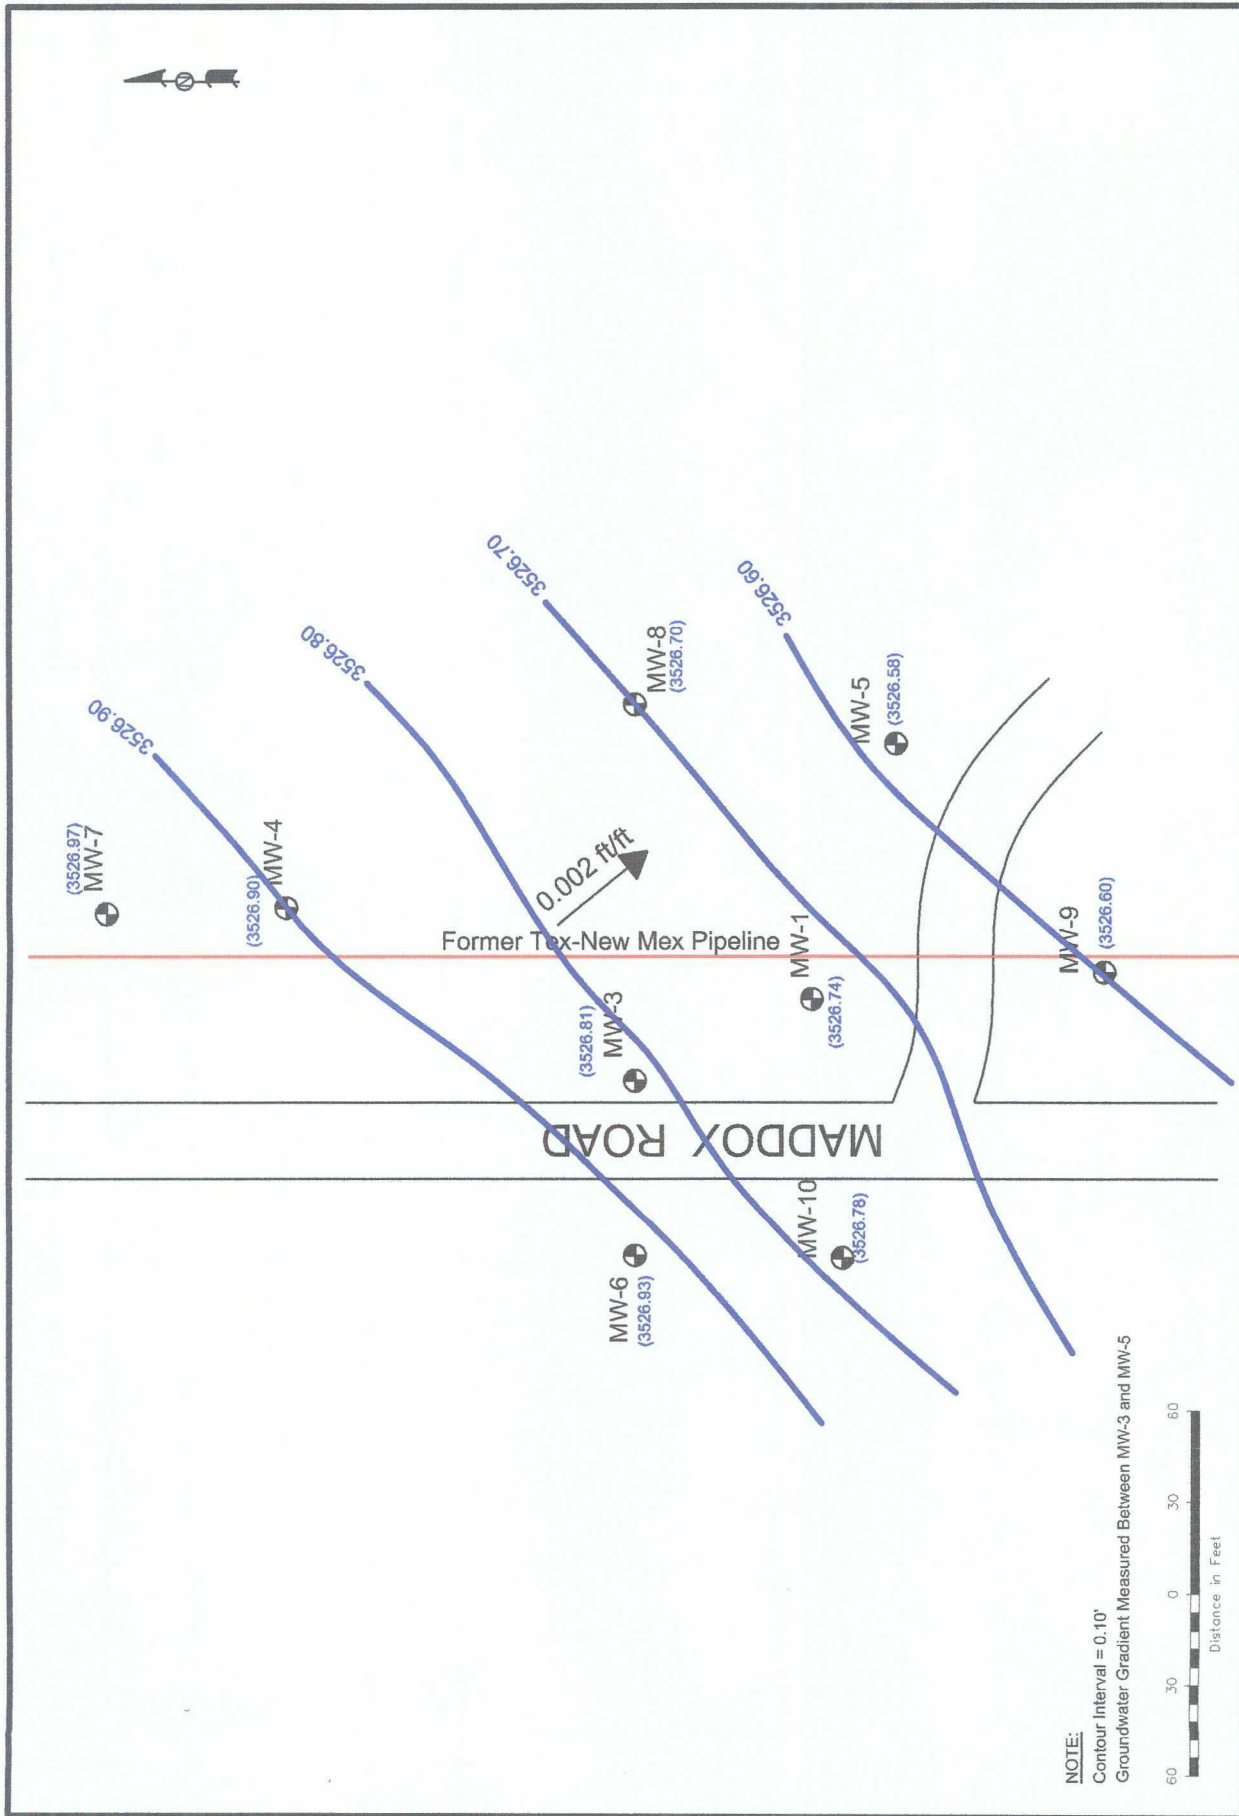 N
3526.90
3526.80
3526.70
3526.60
(3526.97)
MW-7
MW-4
(3526.90)
MW-8
(3526.70)
MW-5
(3526.58)
0.002 ft/ft
Former Tex-New Mex Pipeline
MW-3
(3526.81)
MW-1
(3526.74)
MW-9
(3526.60)
MADDOX ROAD
MW-6
(3526.93)
MW-10
(3526.78)
NOTE:
Contour Interval = 0.10'
Groundwater Gradient Measured Between MW-3 and MW-5
60 30 0 30 60
Distance in Feet